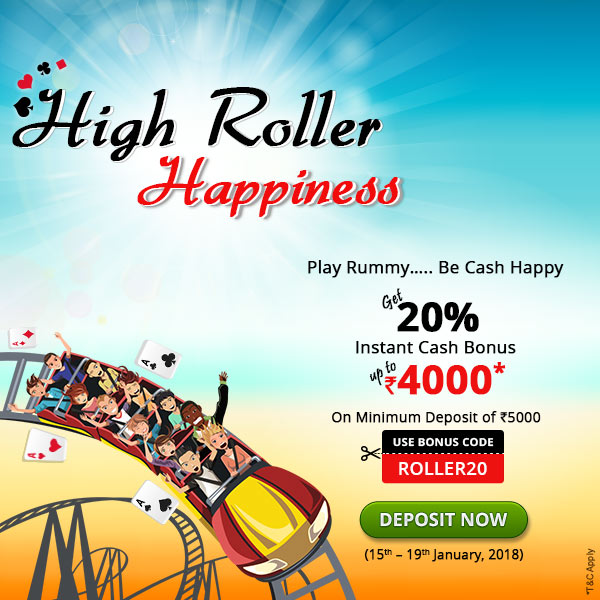 High Roller
Happiness
Play Rummy..... Be Cash Happy
Get
20%
Instant Cash Bonus
up to
₹4000*
On Minimum Deposit of ₹5000
USE BONUS CODE
ROLLER20
DEPOSIT NOW
(15th – 19th January, 2018)
*T&C Apply
A
A
A
A